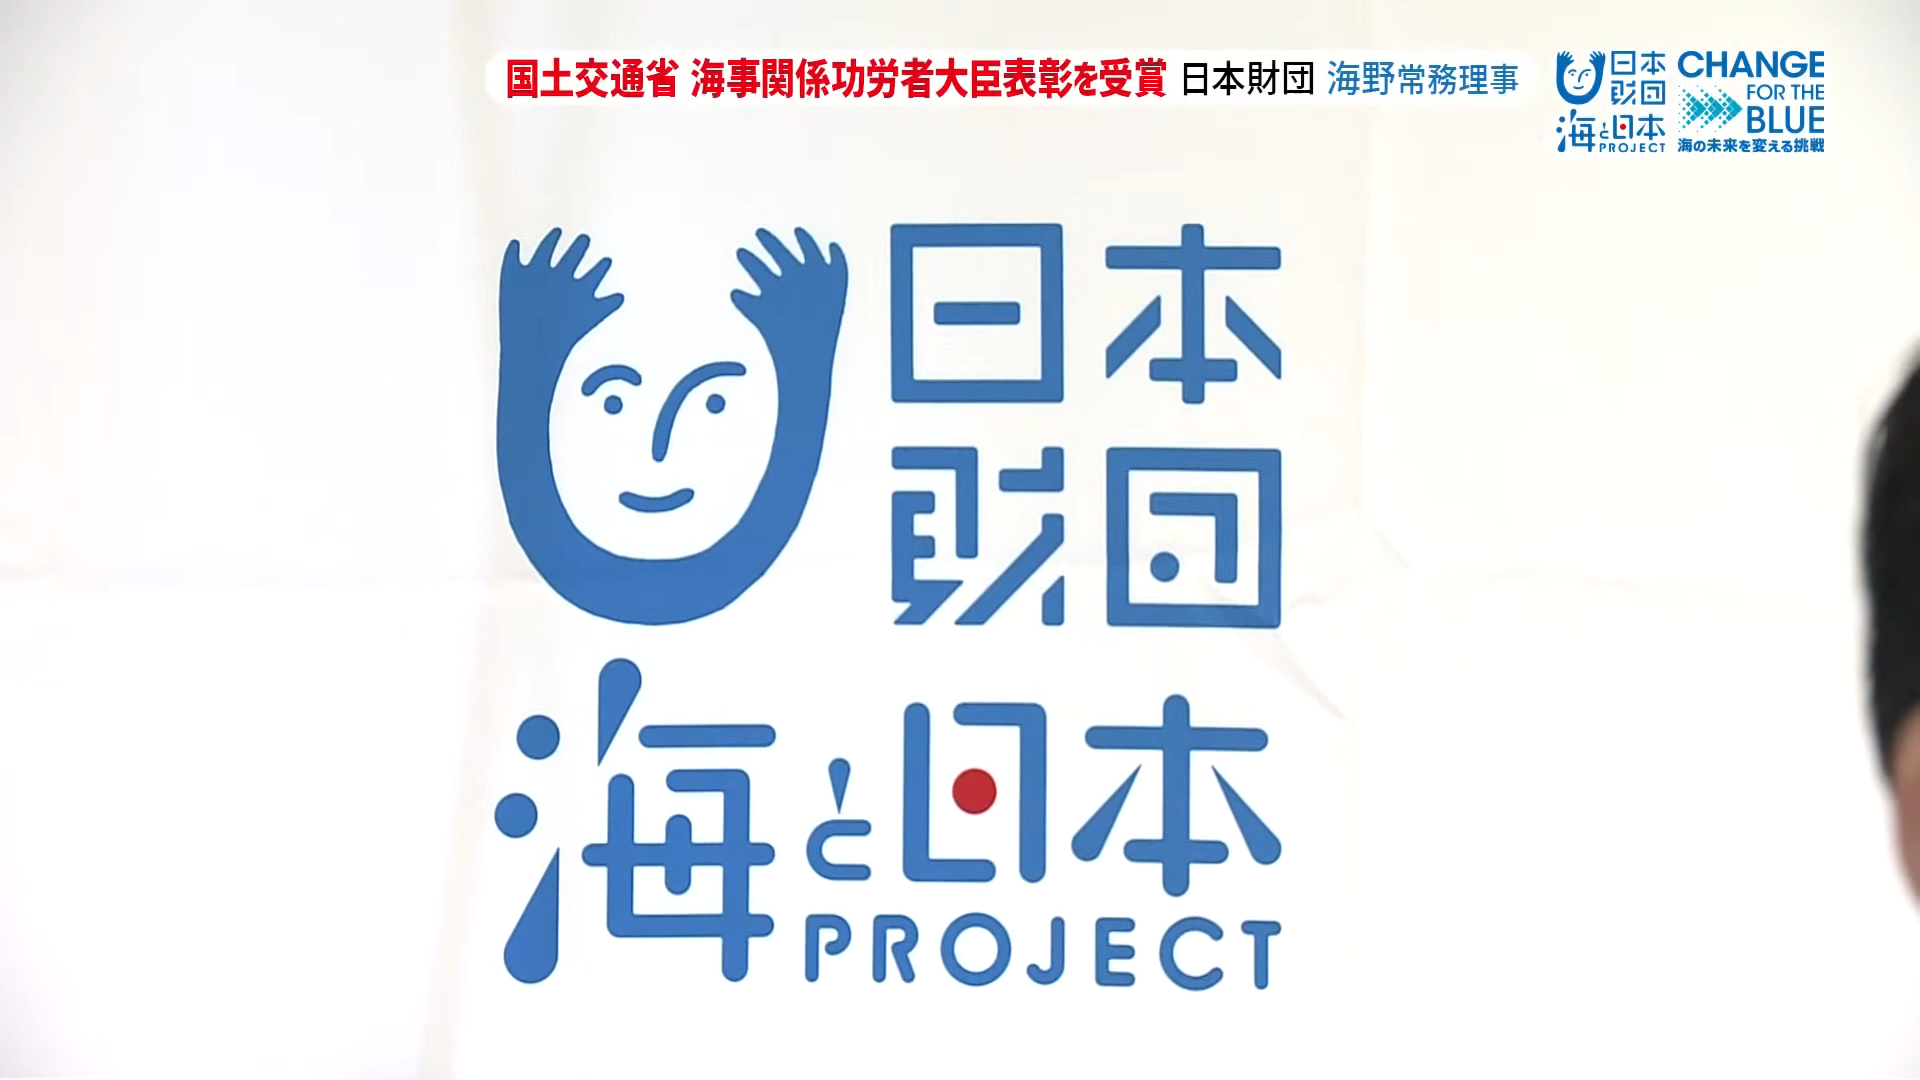 国土交通省 海事関係功労者大臣表彰を受賞 日本財団 海野常務理事
日本
財団
海と日本
PROJECT
CHANGE
FOR THE
BLUE
海の未来を変える挑戦
日本
財団
海と日本
PROJECT